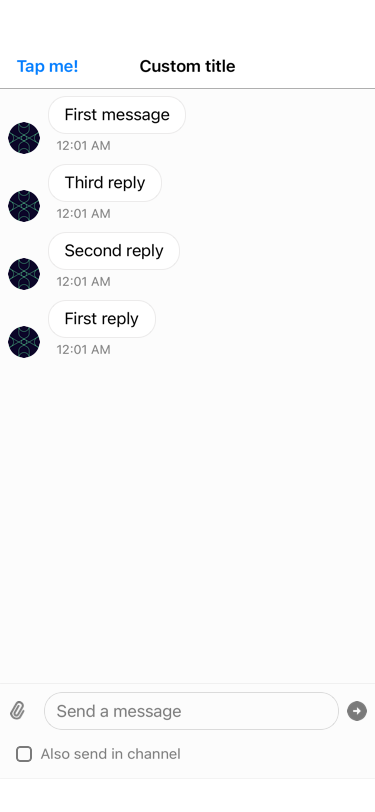 Tap me!
Custom title
First message
12:01 AM
Third reply
12:01 AM
Second reply
12:01 AM
First reply
12:01 AM
Send a message
Also send in channel